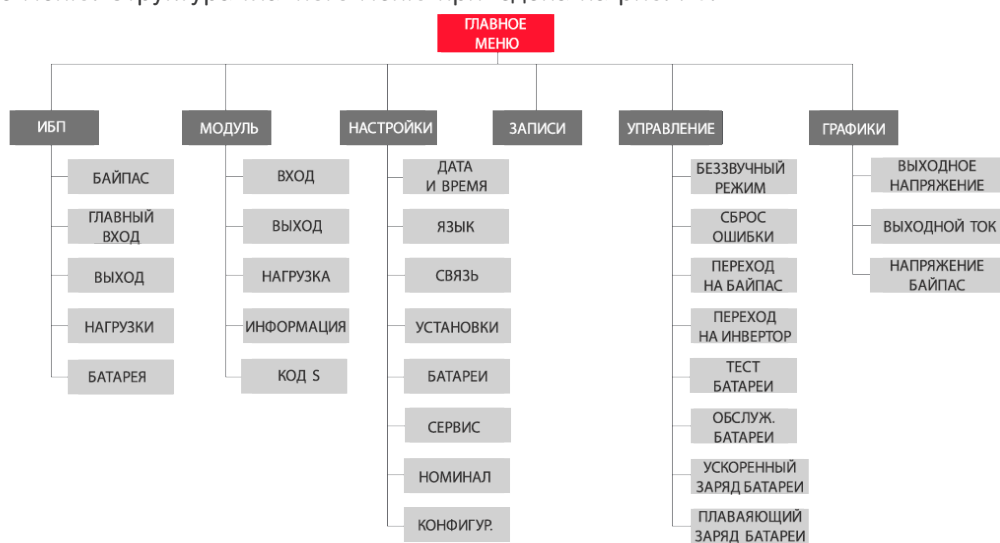 ГЛАВНОЕ
МЕНЮ
ИБП
МОДУЛЬ
НАСТРОЙКИ
ЗАПИСИ
УПРАВЛЕНИЕ
ГРАФИКИ
БАЙПАС
ГЛАВНЫЙ
ВХОД
ВЫХОД
НАГРУЗКИ
БАТАРЕЯ
ВХОД
ВЫХОД
НАГРУЗКА
ИНФОРМАЦИЯ
КОД S
ДАТА
И ВРЕМЯ
ЯЗЫК
СВЯЗЬ
УСТАНОВКИ
БАТАРЕИ
СЕРВИС
НОМИНАЛ
КОНФИГУР.
БЕЗЗВУЧНЫЙ
РЕЖИМ
СБРОС
ОШИБКИ
ПЕРЕХОД
НА БАЙПАС
ПЕРЕХОД
НА ИНВЕРТОР
ТЕСТ
БАТАРЕИ
ОБСЛУЖ.
БАТАРЕИ
УСКОРЕННЫЙ
ЗАРЯД БАТАРЕИ
ПЛАВАЯЮЩИЙ
ЗАРЯД БАТАРЕИ
ВЫХОДНОЕ
НАПРЯЖЕНИЕ
ВЫХОДНОЙ ТОК
НАПРЯЖЕНИЕ
БАЙПАС